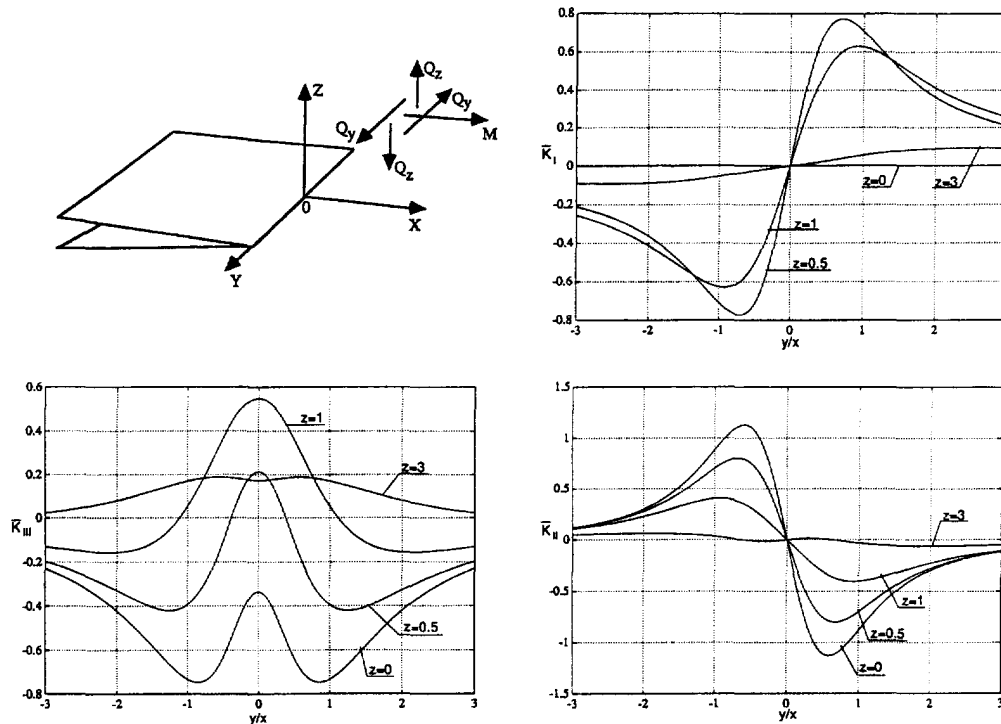 Z
Q_z
Q_y
Q_y
M
Q_z
0
X
Y
0.8
0.6
0.4
0.2
K̅_I
0
-0.2
-0.4
-0.6
-0.8
z=0
z=3
z=1
z=0.5
-3 -2 -1 0 1 2 3
y/x
0.6
0.4
0.2
0
K̅_III
-0.2
-0.4
-0.6
-0.8
z=1
z=3
z=0.5
z=0
-3 -2 -1 0 1 2 3
y/x
1.5
1
0.5
0
K̅_II
-0.5
-1
-1.5
z=3
z=1
z=0.5
z=0
-3 -2 -1 0 1 2
y/x